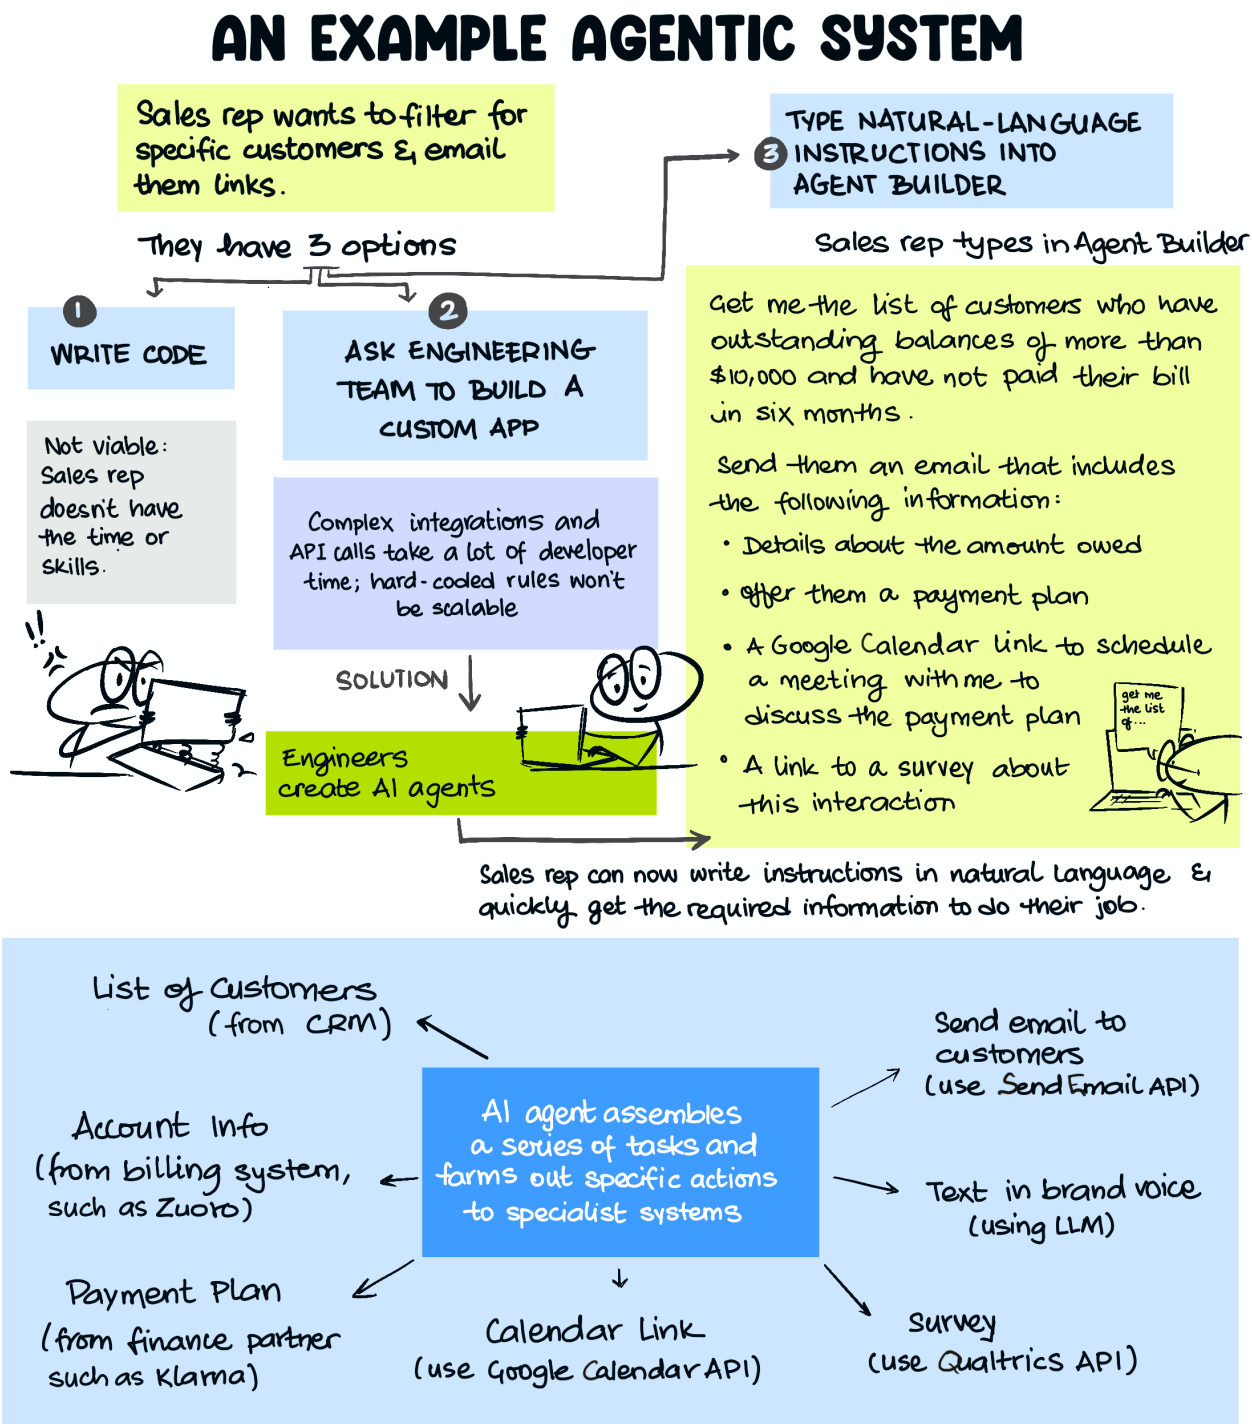 AN EXAMPLE AGENTIC SYSTEM
Sales rep wants to filter for
specific customers & email
them links.
They have 3 options
1
WRITE CODE
Not viable:
Sales rep
doesn't have
the time or
skills.
!!
2
ASK ENGINEERING
TEAM TO BUILD A
CUSTOM APP
Complex integrations and
API calls take a lot of developer
time; hard-coded rules won't
be scalable
SOLUTION
Engineers
create AI agents
3
TYPE NATURAL-LANGUAGE
INSTRUCTIONS INTO
AGENT BUILDER
Sales rep types in Agent Builder
Get me the list of customers who have
outstanding balances of more than
$10,000 and have not paid their bill
in six months.
Send them an email that includes
the following information:
• Details about the amount owed
• offer them a payment plan
• A Google Calendar link to schedule
a meeting with me to
discuss the payment plan
• A link to a survey about
this interaction
get me
the list
of...
Sales rep can now write instructions in natural language &
quickly get the required information to do their job.
List of Customers
(from CRM)
Account Info
(from billing system,
such as Zuoro)
Payment Plan
(from finance partner
such as Klarna)
AI agent assembles
a series of tasks and
farms out specific actions
to specialist systems
Calendar Link
(use Google Calendar API)
Send email to
customers
(use Send Email API)
Text in brand voice
(using LLM)
Survey
(use Qualtrics API)